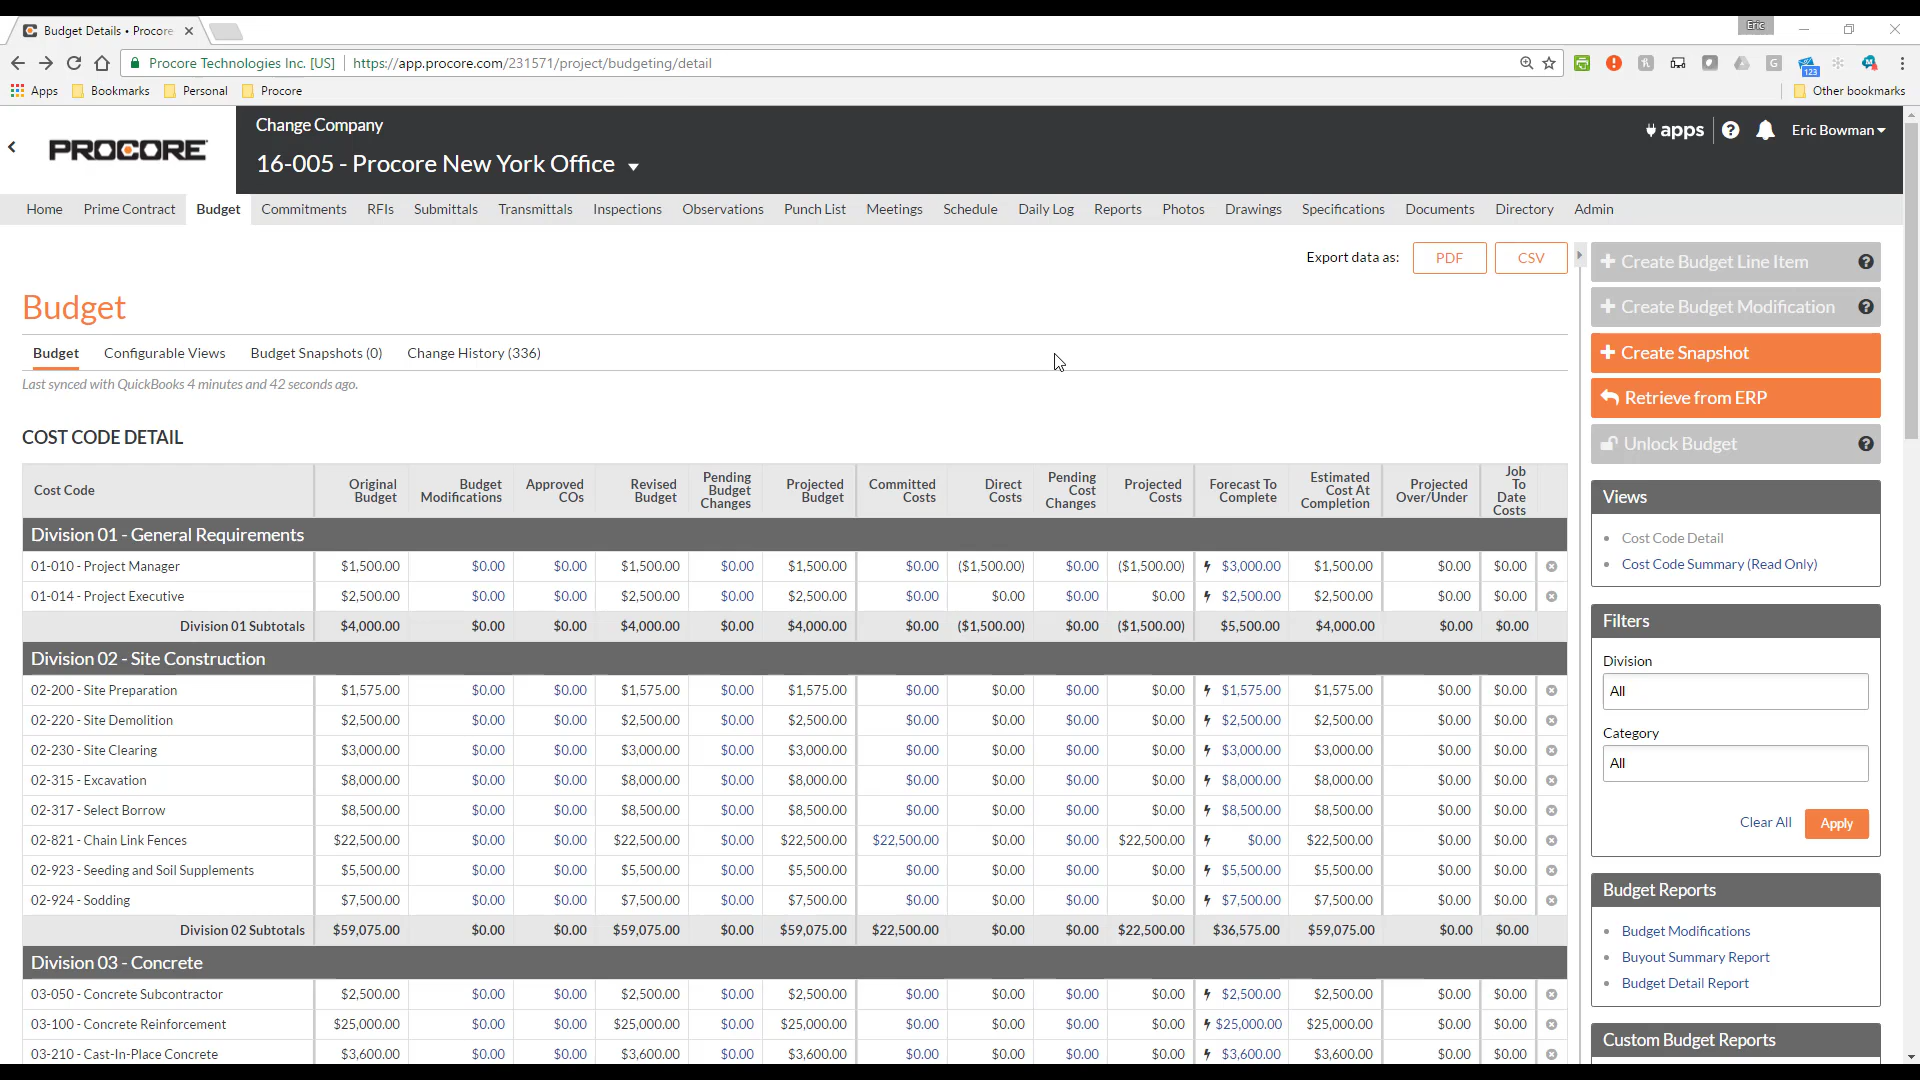 Budget Details • Procore
Eric
Procore Technologies Inc. [US] https://app.procore.com/231571/project/budgeting/detail
123
Apps Bookmarks Personal Procore Other bookmarks
PROCORE
Change Company
16-005 - Procore New York Office
apps ? Eric Bowman
Home Prime Contract Budget Commitments RFIs Submittals Transmittals Inspections Observations Punch List Meetings Schedule Daily Log Reports Photos Drawings Specifications Documents Directory Admin
Export data as: PDF CSV
Budget
Budget Configurable Views Budget Snapshots (0) Change History (336)
Last synced with QuickBooks 4 minutes and 42 seconds ago.
COST CODE DETAIL
Cost Code Original Budget Budget Modifications Approved COs Revised Budget Pending Budget Changes Projected Budget Committed Costs Direct Costs Pending Cost Changes Projected Costs Forecast To Complete Estimated Cost At Completion Projected Over/Under Job To Date Costs
Division 01 - General Requirements
01-010 - Project Manager $1,500.00 $0.00 $0.00 $1,500.00 $0.00 $1,500.00 $0.00 ($1,500.00) $0.00 ($1,500.00) $3,000.00 $1,500.00 $0.00 $0.00
01-014 - Project Executive $2,500.00 $0.00 $0.00 $2,500.00 $0.00 $2,500.00 $0.00 $0.00 $0.00 $0.00 $2,500.00 $2,500.00 $0.00 $0.00
Division 01 Subtotals $4,000.00 $0.00 $0.00 $4,000.00 $0.00 $4,000.00 $0.00 ($1,500.00) $0.00 ($1,500.00) $5,500.00 $4,000.00 $0.00 $0.00
Division 02 - Site Construction
02-200 - Site Preparation $1,575.00 $0.00 $0.00 $1,575.00 $0.00 $1,575.00 $0.00 $0.00 $0.00 $0.00 $1,575.00 $1,575.00 $0.00 $0.00
02-220 - Site Demolition $2,500.00 $0.00 $0.00 $2,500.00 $0.00 $2,500.00 $0.00 $0.00 $0.00 $0.00 $2,500.00 $2,500.00 $0.00 $0.00
02-230 - Site Clearing $3,000.00 $0.00 $0.00 $3,000.00 $0.00 $3,000.00 $0.00 $0.00 $0.00 $0.00 $3,000.00 $3,000.00 $0.00 $0.00
02-315 - Excavation $8,000.00 $0.00 $0.00 $8,000.00 $0.00 $8,000.00 $0.00 $0.00 $0.00 $0.00 $8,000.00 $8,000.00 $0.00 $0.00
02-317 - Select Borrow $8,500.00 $0.00 $0.00 $8,500.00 $0.00 $8,500.00 $0.00 $0.00 $0.00 $0.00 $8,500.00 $8,500.00 $0.00 $0.00
02-821 - Chain Link Fences $22,500.00 $0.00 $0.00 $22,500.00 $0.00 $22,500.00 $22,500.00 $0.00 $0.00 $22,500.00 $0.00 $22,500.00 $0.00 $0.00
02-923 - Seeding and Soil Supplements $5,500.00 $0.00 $0.00 $5,500.00 $0.00 $5,500.00 $0.00 $0.00 $0.00 $0.00 $5,500.00 $5,500.00 $0.00 $0.00
02-924 - Sodding $7,500.00 $0.00 $0.00 $7,500.00 $0.00 $7,500.00 $0.00 $0.00 $0.00 $0.00 $7,500.00 $7,500.00 $0.00 $0.00
Division 02 Subtotals $59,075.00 $0.00 $0.00 $59,075.00 $0.00 $59,075.00 $22,500.00 $0.00 $0.00 $22,500.00 $36,575.00 $59,075.00 $0.00 $0.00
Division 03 - Concrete
03-050 - Concrete Subcontractor $2,500.00 $0.00 $0.00 $2,500.00 $0.00 $2,500.00 $0.00 $0.00 $0.00 $0.00 $2,500.00 $2,500.00 $0.00 $0.00
03-100 - Concrete Reinforcement $25,000.00 $0.00 $0.00 $25,000.00 $0.00 $25,000.00 $0.00 $0.00 $0.00 $0.00 $25,000.00 $25,000.00 $0.00 $0.00
03-210 - Cast-In-Place Concrete $3,600.00 $0.00 $0.00 $3,600.00 $0.00 $3,600.00 $0.00 $0.00 $0.00 $0.00 $3,600.00 $3,600.00 $0.00 $0.00
+ Create Budget Line Item ?
+ Create Budget Modification ?
+ Create Snapshot
Retrieve from ERP
Unlock Budget ?
Views
• Cost Code Detail
• Cost Code Summary (Read Only)
Filters
Division
All
Category
All
Clear All Apply
Budget Reports
• Budget Modifications
• Buyout Summary Report
• Budget Detail Report
Custom Budget Reports